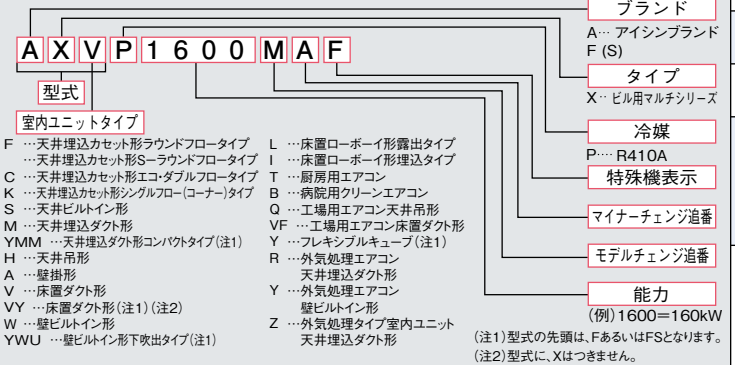 ブランド
A… アイシンブランド
F (S)
AXVP1600MAF
タイプ
X‥ビル用マルチシリーズ
型式
室内ユニットタイプ
冷媒
P‥‥R410A
特殊機表示
マイナーチェンジ追番
モデルチェンジ追番
能力
(例)1600=160kW
F …天井埋込カセット形ラウンドフロータイプ
…天井埋込カセット形S-ラウンドフロータイプ
C …天井埋込カセット形エコ・ダブルフロータイプ
K …天井埋込カセット形シングルフロー(コーナー)タイプ
S …天井ビルトイン形
M …天井埋込ダクト形
YMM …天井埋込ダクト形コンパクトタイプ(注1)
H …天井吊形
A …壁掛形
V …床置ダクト形
VY …床置ダクト形(注1)(注2)
W …壁ビルトイン形
YWU …壁ビルトイン形下吹出タイプ(注1)
L …床置ローボーイ形露出タイプ
I …床置ローボーイ形埋込タイプ
T …厨房用エアコン
B …病院用クリーンエアコン
Q …工場用エアコン天井吊形
VF …工場用エアコン床置ダクト形
Y …フレキシブルキューブ(注1)
R …外気処理エアコン
天井埋込ダクト形
Y …外気処理エアコン
壁ビルトイン形
Z …外気処理タイプ室内ユニット
天井埋込ダクト形
(注1)型式の先頭は、FあるいはFSとなります。
(注2)型式に、Xはつきません。